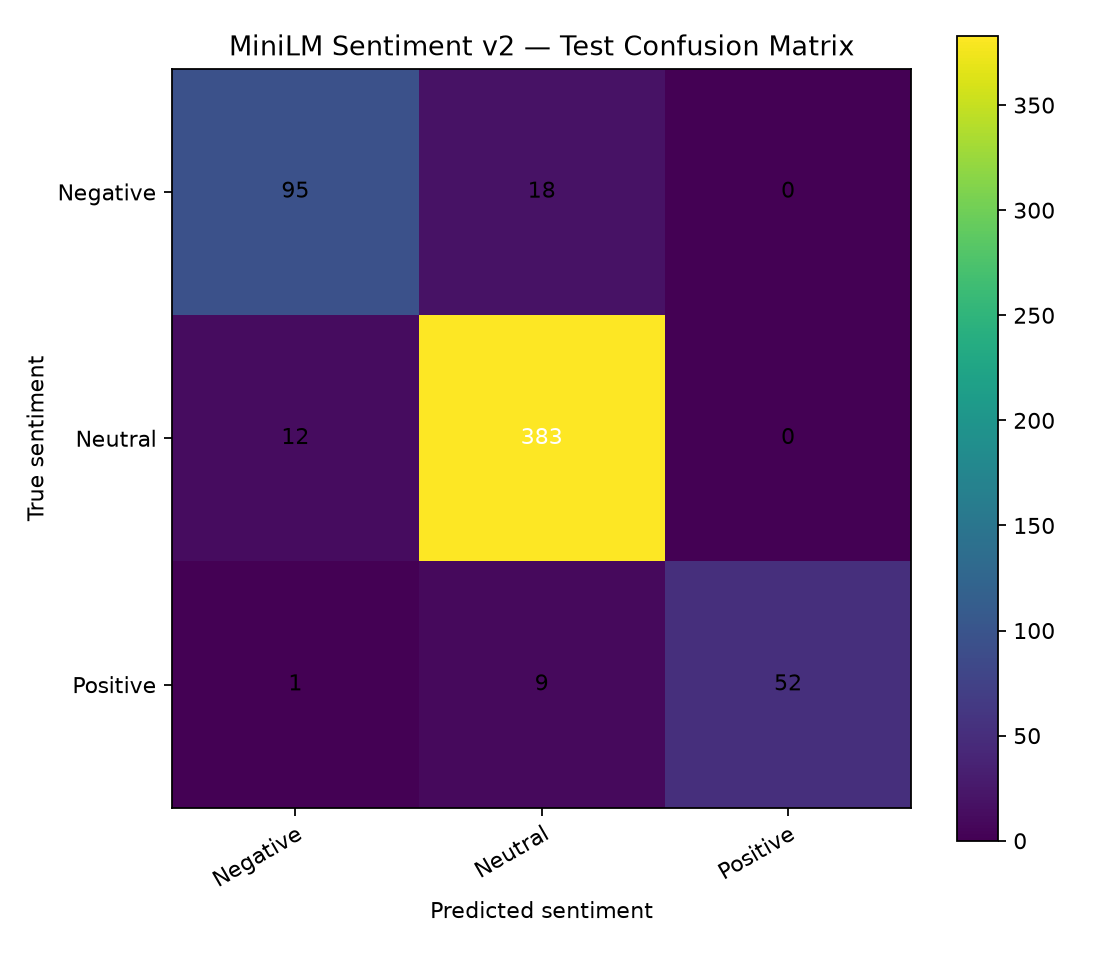 MiniLM Sentiment v2 — Test Confusion Matrix
True sentiment
Negative 95 18 0
Neutral 12 383 0
Positive 1 9 52
Negative Neutral Positive
Predicted sentiment
350
300
250
200
150
100
50
0